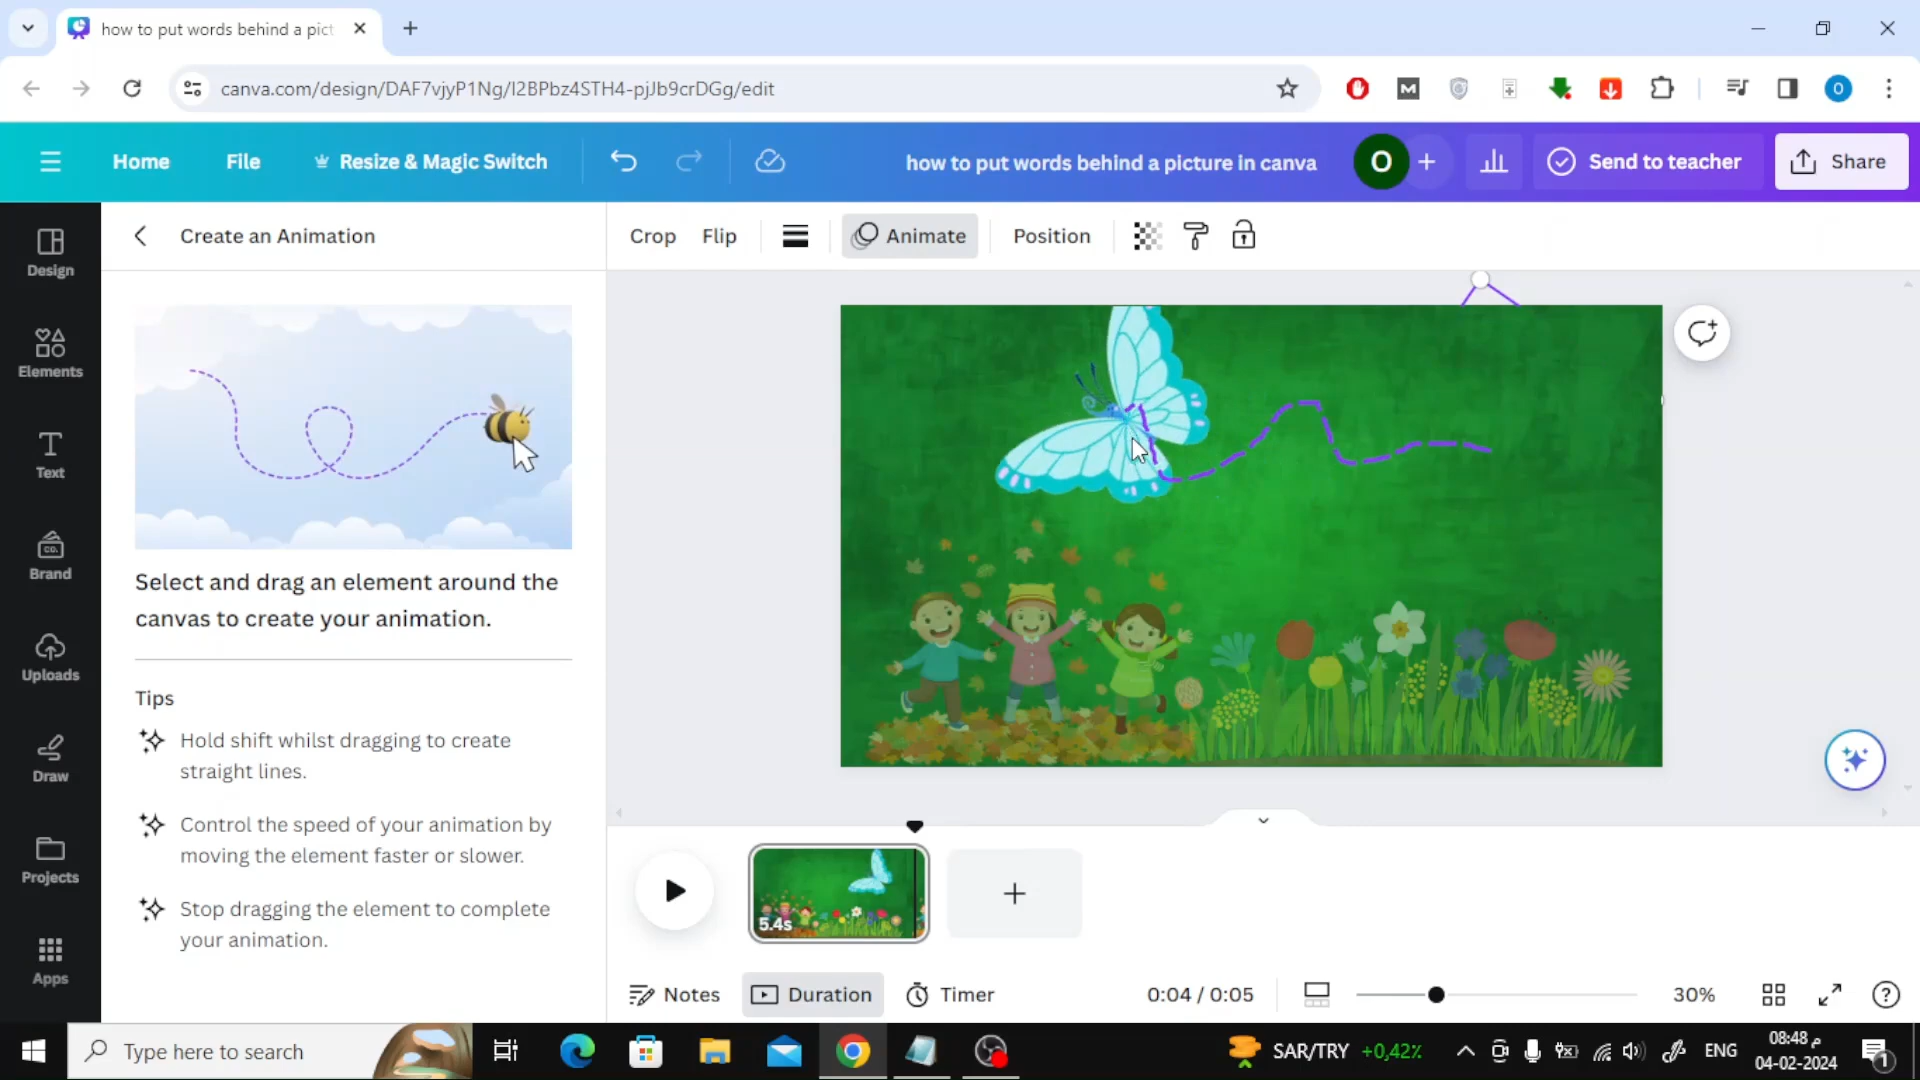 how to put words behind a pict
canva.com/design/DAF7vjyP1Ng/I2BPbz4STH4-pjJb9crDGg/edit
Home
File
Resize & Magic Switch
how to put words behind a picture in canva
O
Send to teacher
Share
Design
Elements
Text
CO.
Brand
Uploads
Draw
Projects
Apps
Create an Animation
Select and drag an element around the
canvas to create your animation.
Tips
Hold shift whilst dragging to create
straight lines.
Control the speed of your animation by
moving the element faster or slower.
Stop dragging the element to complete
your animation.
Crop
Flip
Animate
Position
5.4s
Notes
Duration
Timer
0:04 / 0:05
30%
Type here to search
SAR/TRY +0,42%
ENG
08:48 م
04-02-2024
1